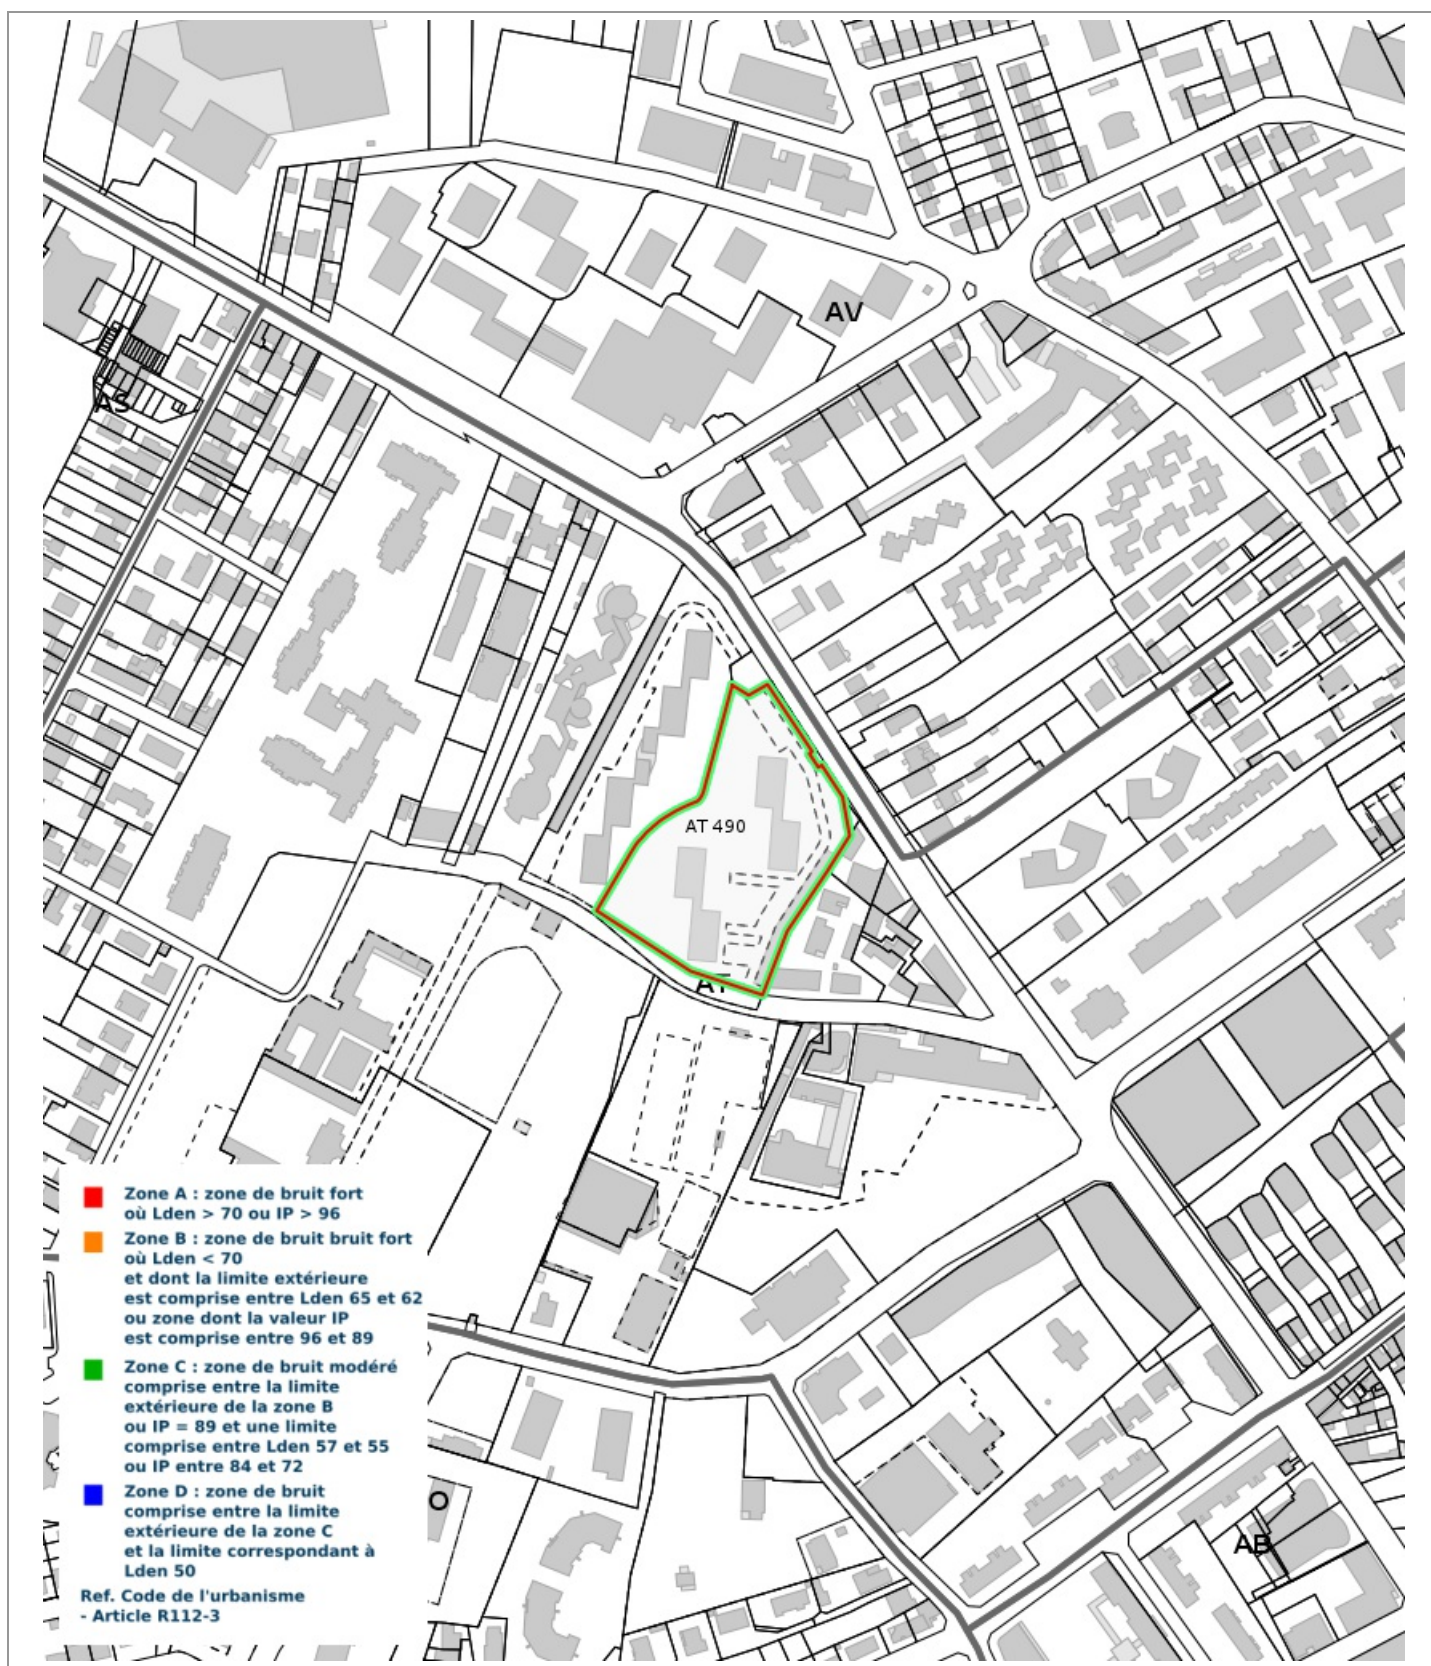 AV
AS
AT 490
AT
Zone A : zone de bruit fort
où Lden > 70 ou IP > 96
Zone B : zone de bruit bruit fort
où Lden < 70
et dont la limite extérieure
est comprise entre Lden 65 et 62
ou zone dont la valeur IP
est comprise entre 96 et 89
Zone C : zone de bruit modéré
comprise entre la limite
extérieure de la zone B
ou IP = 89 et une limite
comprise entre Lden 57 et 55
ou IP entre 84 et 72
Zone D : zone de bruit
comprise entre la limite
extérieure de la zone C
et la limite correspondant à
Lden 50
Ref. Code de l'urbanisme
- Article R112-3
O
AB